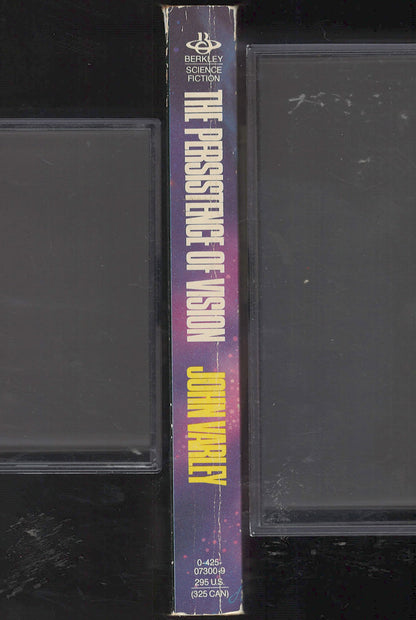 BERKLEY
SCIENCE
FICTION
THE PERSISTENCE OF VISION
JOHN VARLEY
0-425-
07300-9
295 U.S.
(325 CAN)